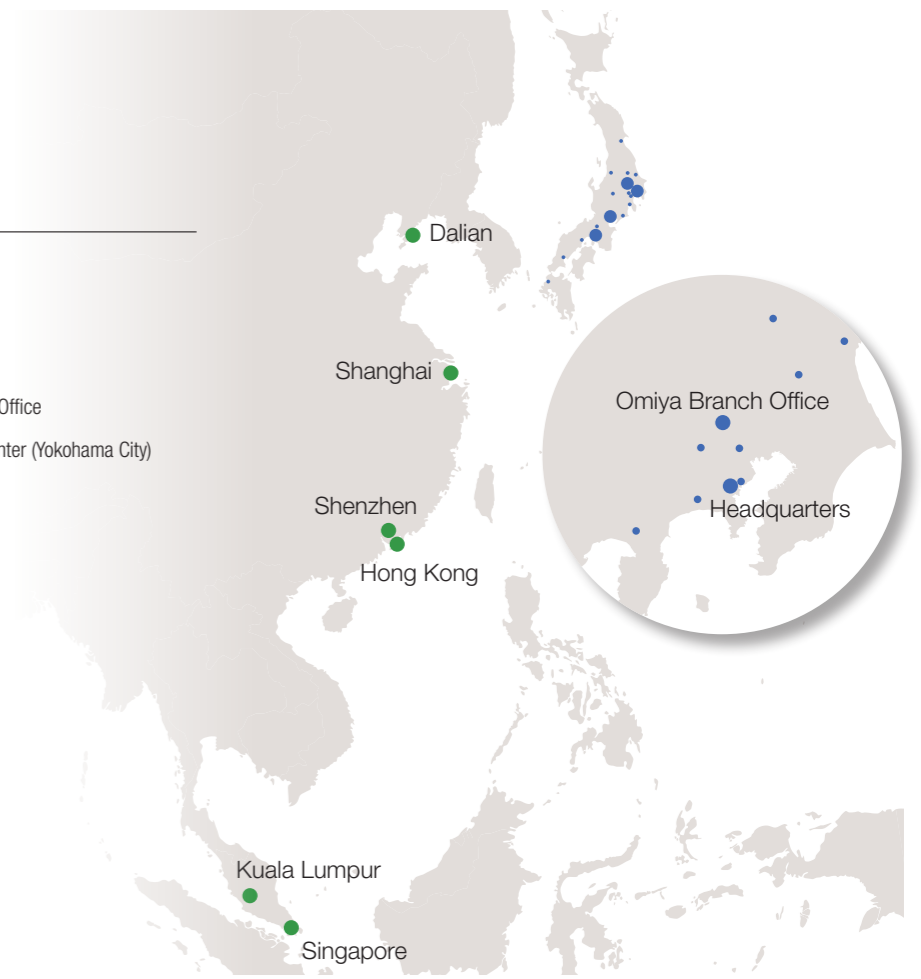 Dalian
Shanghai
Office
Omiya Branch Office
nter (Yokohama City)
Shenzhen
Headquarters
Hong Kong
Kuala Lumpur
Singapore